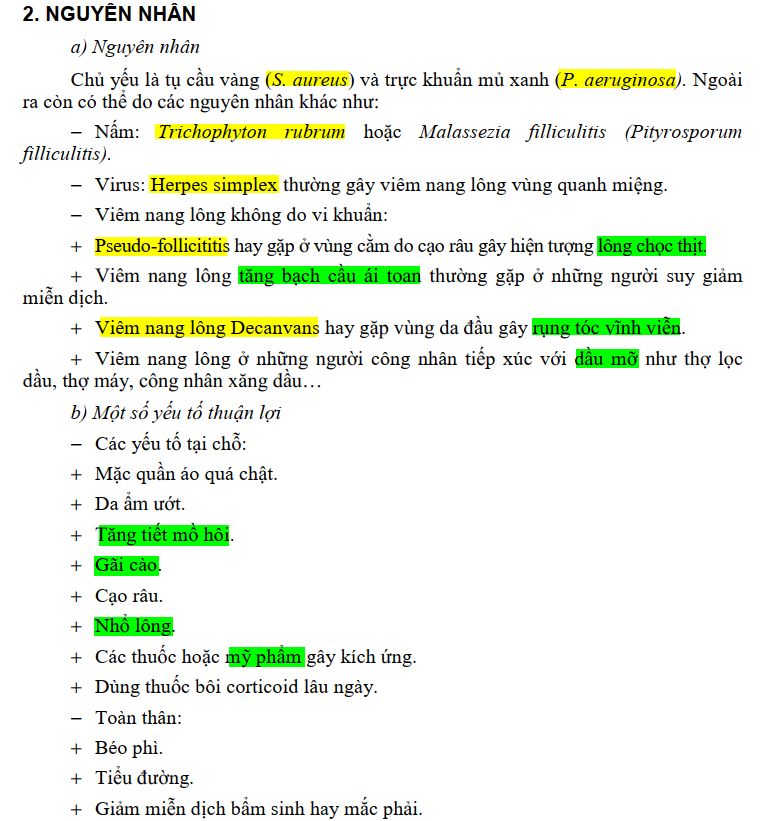 2. NGUYÊN NHÂN
a) Nguyên nhân
Chủ yếu là tụ cầu vàng (S. aureus) và trực khuẩn mủ xanh (P. aeruginosa). Ngoài
ra còn có thể do các nguyên nhân khác như:
− Nấm: Trichophyton rubrum hoặc Malassezia filliculitis (Pityrosporum
filliculitis).
− Virus: Herpes simplex thường gây viêm nang lông vùng quanh miệng.
− Viêm nang lông không do vi khuẩn:
+ Pseudo-follicititis hay gặp ở vùng cằm do cạo râu gây hiện tượng lông chọc thịt.
+ Viêm nang lông tăng bạch cầu ái toan thường gặp ở những người suy giảm
miễn dịch.
+ Viêm nang lông Decanvans hay gặp vùng da đầu gây rụng tóc vĩnh viễn.
+ Viêm nang lông ở những người công nhân tiếp xúc với dầu mỡ như thợ lọc
dầu, thợ máy, công nhân xăng dầu…
b) Một số yếu tố thuận lợi
− Các yếu tố tại chỗ:
+ Mặc quần áo quá chật.
+ Da ẩm ướt.
+ Tăng tiết mồ hôi.
+ Gãi cào.
+ Cạo râu.
+ Nhổ lông.
+ Các thuốc hoặc mỹ phẩm gây kích ứng.
+ Dùng thuốc bôi corticoid lâu ngày.
− Toàn thân:
+ Béo phì.
+ Tiểu đường.
+ Giảm miễn dịch bẩm sinh hay mắc phải.